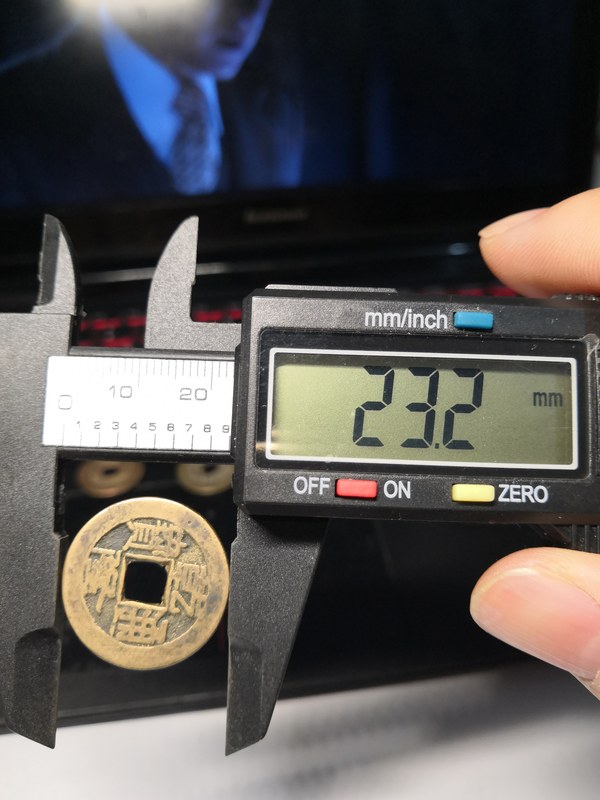 mm/inch
23.2 mm
OFF ON ZERO
0 10 20
1 2 3 4 5 6 7 8 9